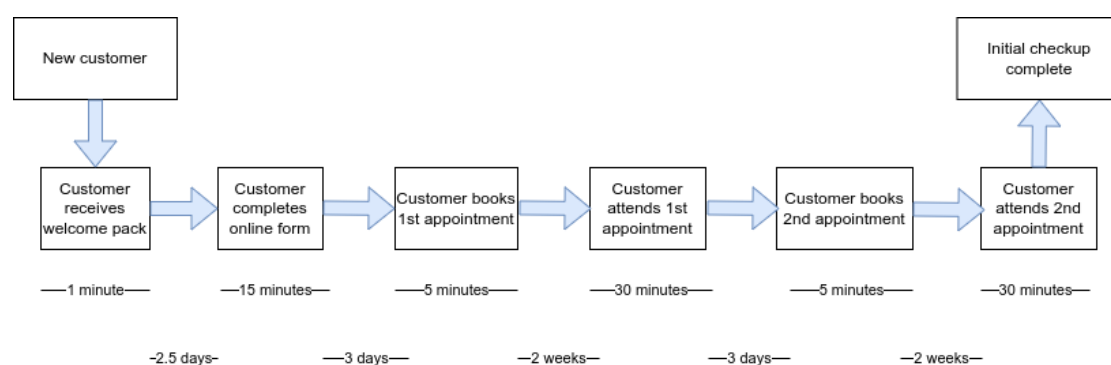 New customer
Initial checkup
complete
Customer
receives
welcome pack
Customer
completes
online form
Customer books
1st appointment
Customer
attends 1st
appointment
Customer books
2nd appointment
Customer
attends 2nd
appointment
1 minute
15 minutes
5 minutes
30 minutes
5 minutes
30 minutes
2.5 days
3 days
2 weeks
3 days
2 weeks